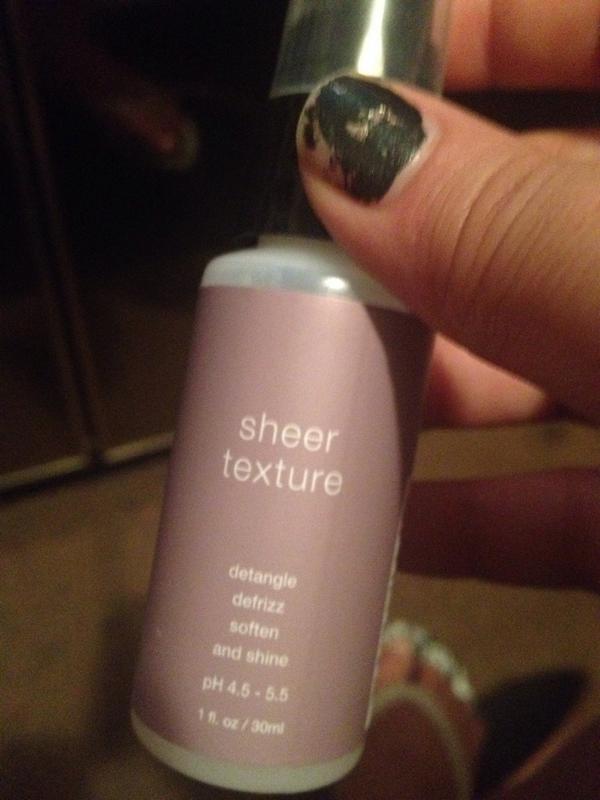 sheer
texture
detangle
defrizz
soften
and shine
pH 4.5 - 5.5
1 fl. oz / 30ml